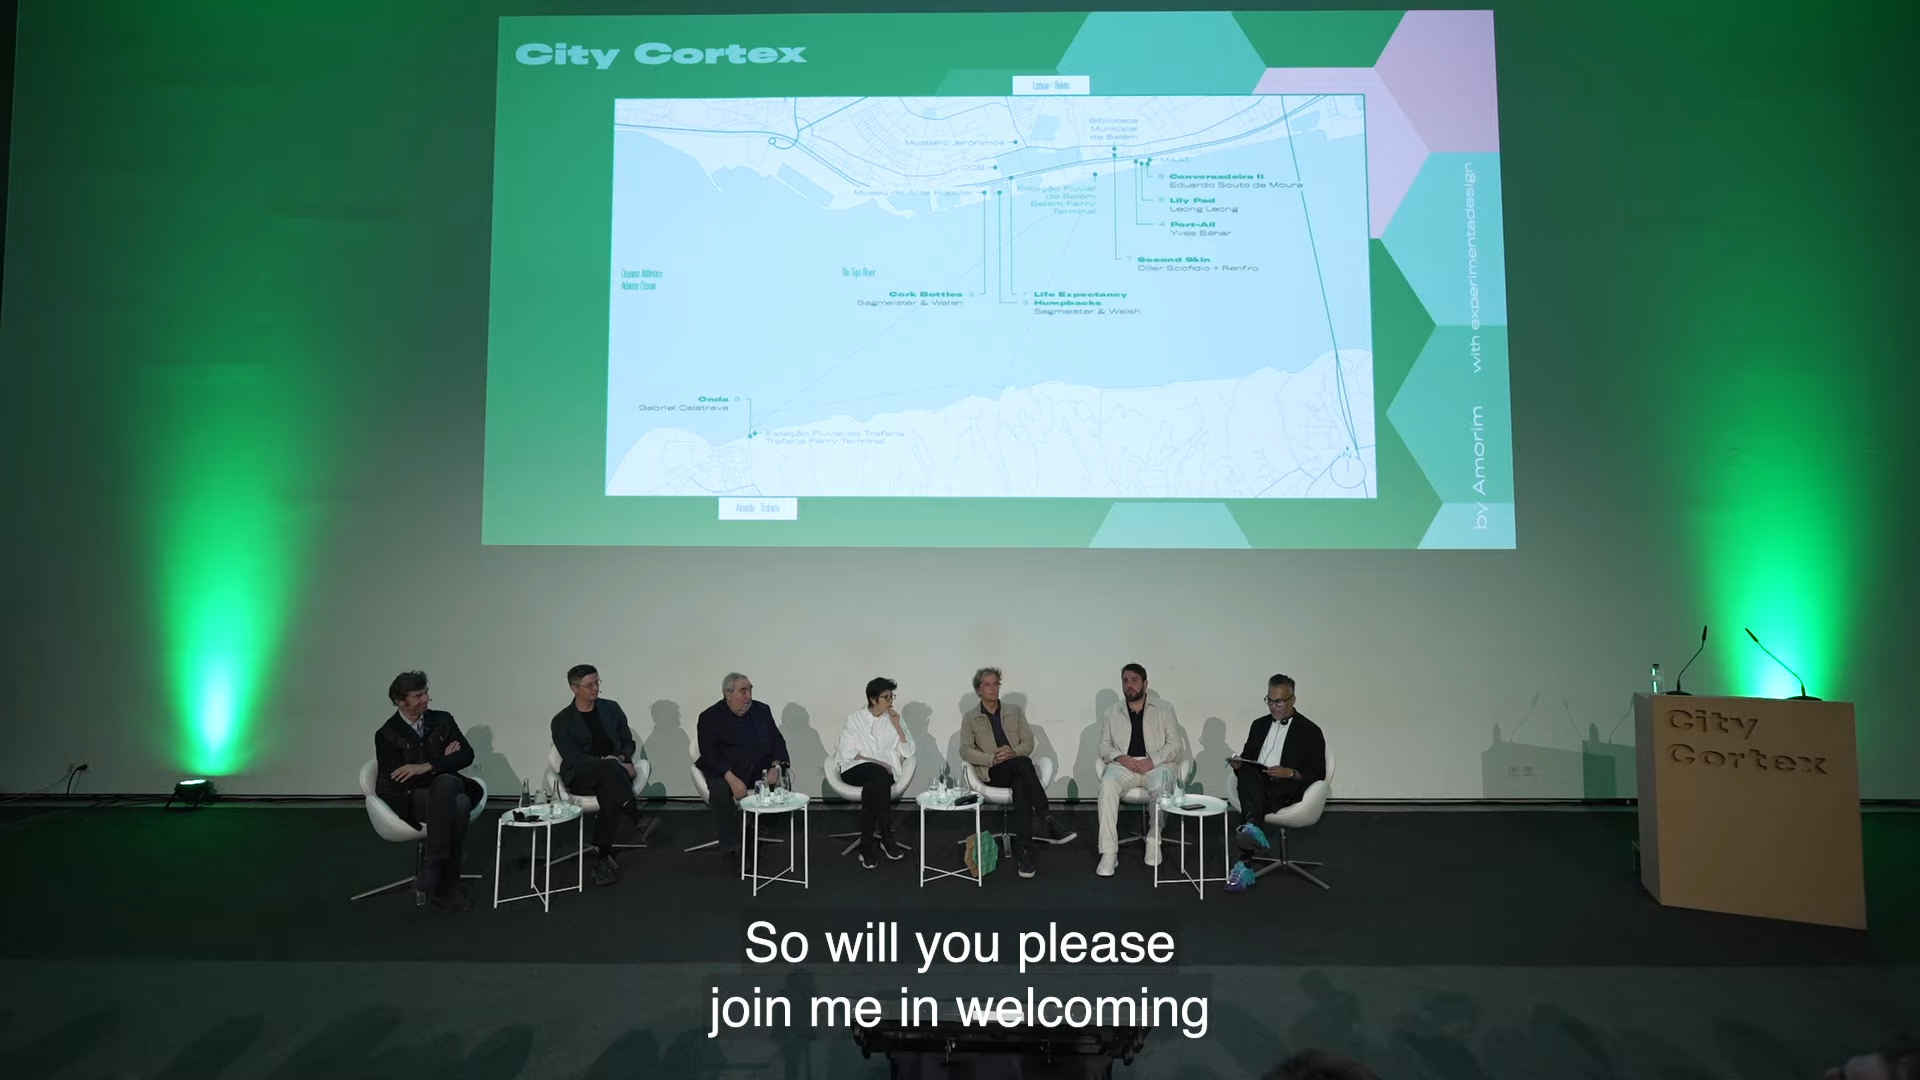 City Cortex
Lisboa - Belém
Biblioteca
Municipal
de Belém
Mosteiro Jerónimos
MAAT
CCB
6 Conversadeira II
Eduardo Souto de Moura
Museu de Arte Popular
Estação Fluvial
de Belém
Belém Ferry
Terminal
5 Lily Pad
Leong Leong
4 Port-All
Yves Béhar
7 Second Skin
Diller Scofidio + Renfro
Oceano Atlântico
Atlantic Ocean
Rio Tejo River
Cork Bottles 2
Sagmeister & Walsh
1 Life Expectancy
3 Humpbacks
Sagmeister & Walsh
Onda 8
Gabriel Calatrava
Estação Fluvial da Trafaria
Trafaria Ferry Terminal
N
Almada - Trafaria
by Amorim with experimentadesign
City
Cortex
So will you please
join me in welcoming